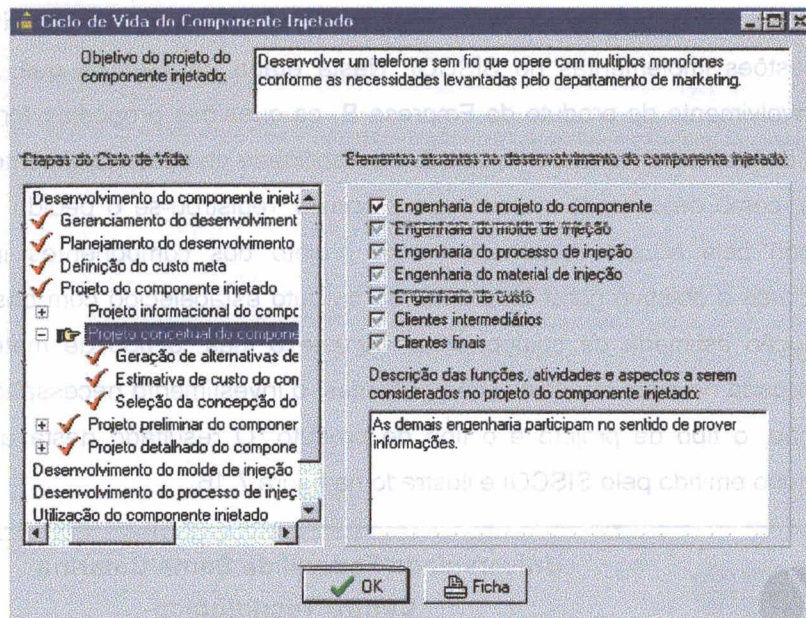 Ciclo de Vida do Componente Injetado
Objetivo do projeto do
componente injetado:
Desenvolver um telefone sem fio que opere com multiplos monofones
conforme as necessidades levantadas pelo departamento de marketing.
Etapas do Ciclo de Vida:
Desenvolvimento do componente injeta
Gerenciamento do desenvolviment
Planejamento do desenvolvimento
Definição do custo meta
Projeto do componente injetado
Projeto informacional do compo
Projeto conceitual do compone
Geração de alternativas de
Estimativa de custo do con
Seleção da concepção do
Projeto preliminar do componer
Projeto detalhado do compone
Desenvolvimento do molde de injeção
Desenvolvimento do processo de injeç
Utilização do componente injetado
Elementos atuantes no desenvolvimento do componente injetado:
Engenharia de projeto do componente
Engenharia do molde de injeção
Engenharia do processo de injeção
Engenharia do material de injeção
Engenharia de custo
Clientes intermediários
Clientes finais
Descrição das funções, atividades e aspectos a serem
considerados no projeto do componente injetado:
As demais engenharia participam no sentido de prover
informações.
OK
Ficha